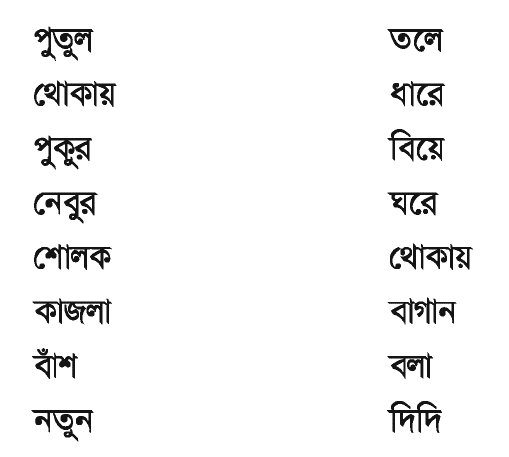 পুতুল তলে
থোকায় ধারে
পুকুর বিয়ে
নেবুর ঘরে
শোলক থোকায়
কাজলা বাগান
বাঁশ বলা
নতুন দিদি